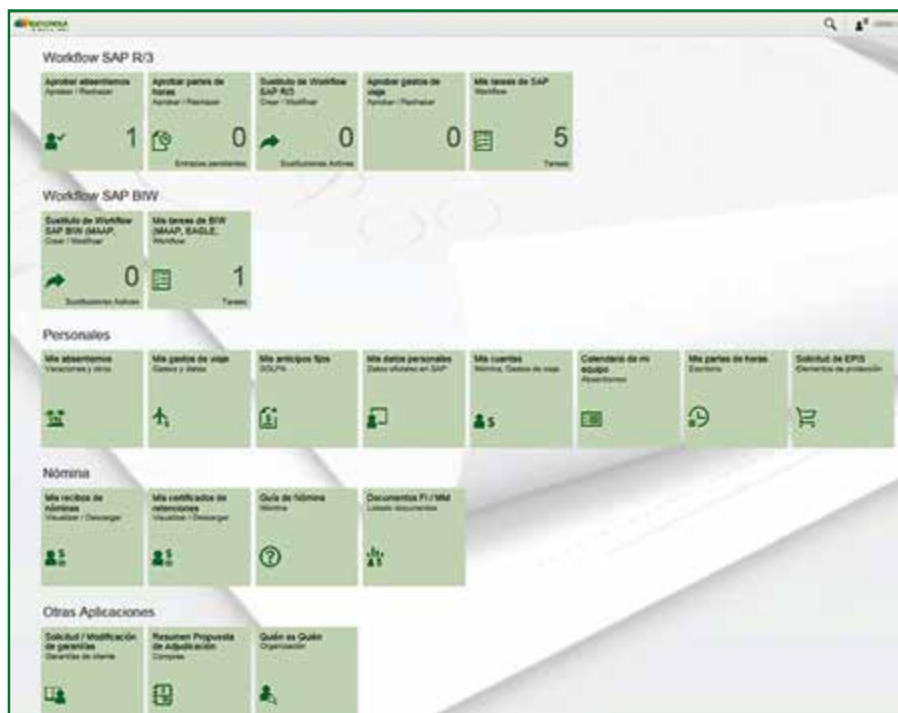 IBERDROLA
Workflow SAP R/3
Aprobar absentismos
Aprobar / Rechazar
1
Aprobar partes de
horas
Aprobar / Rechazar
0
Entradas pendientes
Sustituto de Workflow
SAP R/3
Crear / Modificar
0
Sustituciones Activas
Aprobar gastos de
viaje
Aprobar / Rechazar
0
Mis tareas de SAP
Workflow
5
Tareas
Workflow SAP BIW
Sustituto de Workflow
SAP BIW (MAAP,
Crear / Modificar
0
Sustituciones Activas
Mis tareas de BIW
(MAAP, EAGLE,
Workflow
1
Tareas
Personales
Mis absentismos
Vacaciones y otros
Mis gastos de viaje
Gastos y dietas
Mis anticipos fijos
SOLPA
Mis datos personales
Datos oficiales en SAP
Mis cuentas
Nómina, Gastos de viaje
Calendario de mi
equipo
Absentismos
Mis partes de horas
Escritorio
Solicitud de EPIS
Elementos de protección
Nómina
Mis recibos de
nóminas
Visualizar / Descargar
Mis certificados de
retenciones
Visualizar / Descargar
Guía de Nómina
Nómina
Documentos FI / MM
Listado documentos
Otras Aplicaciones
Solicitud / Modificación
de garantías
Garantías de cliente
Resumen Propuesta
de Adjudicación
Compras
Quién es Quién
Organización